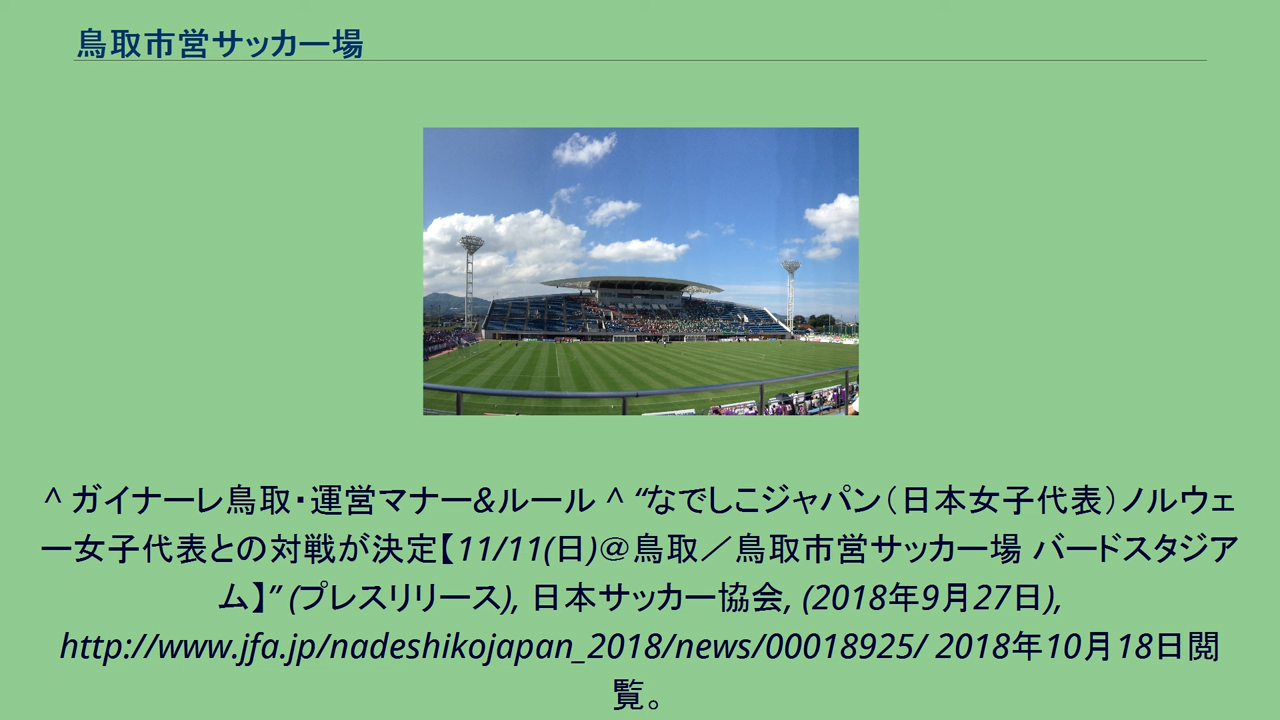 鳥取市営サッカー場
^ ガイナーレ鳥取・運営マナー&ルール ^ “なでしこジャパン（日本女子代表）ノルウェ
ー女子代表との対戦が決定【11/11(日)＠鳥取／鳥取市営サッカー場 バードスタジア
ム】” (プレスリリース), 日本サッカー協会, (2018年9月27日),
http://www.jfa.jp/nadeshikojapan_2018/news/00018925/ 2018年10月18日閲
覧。